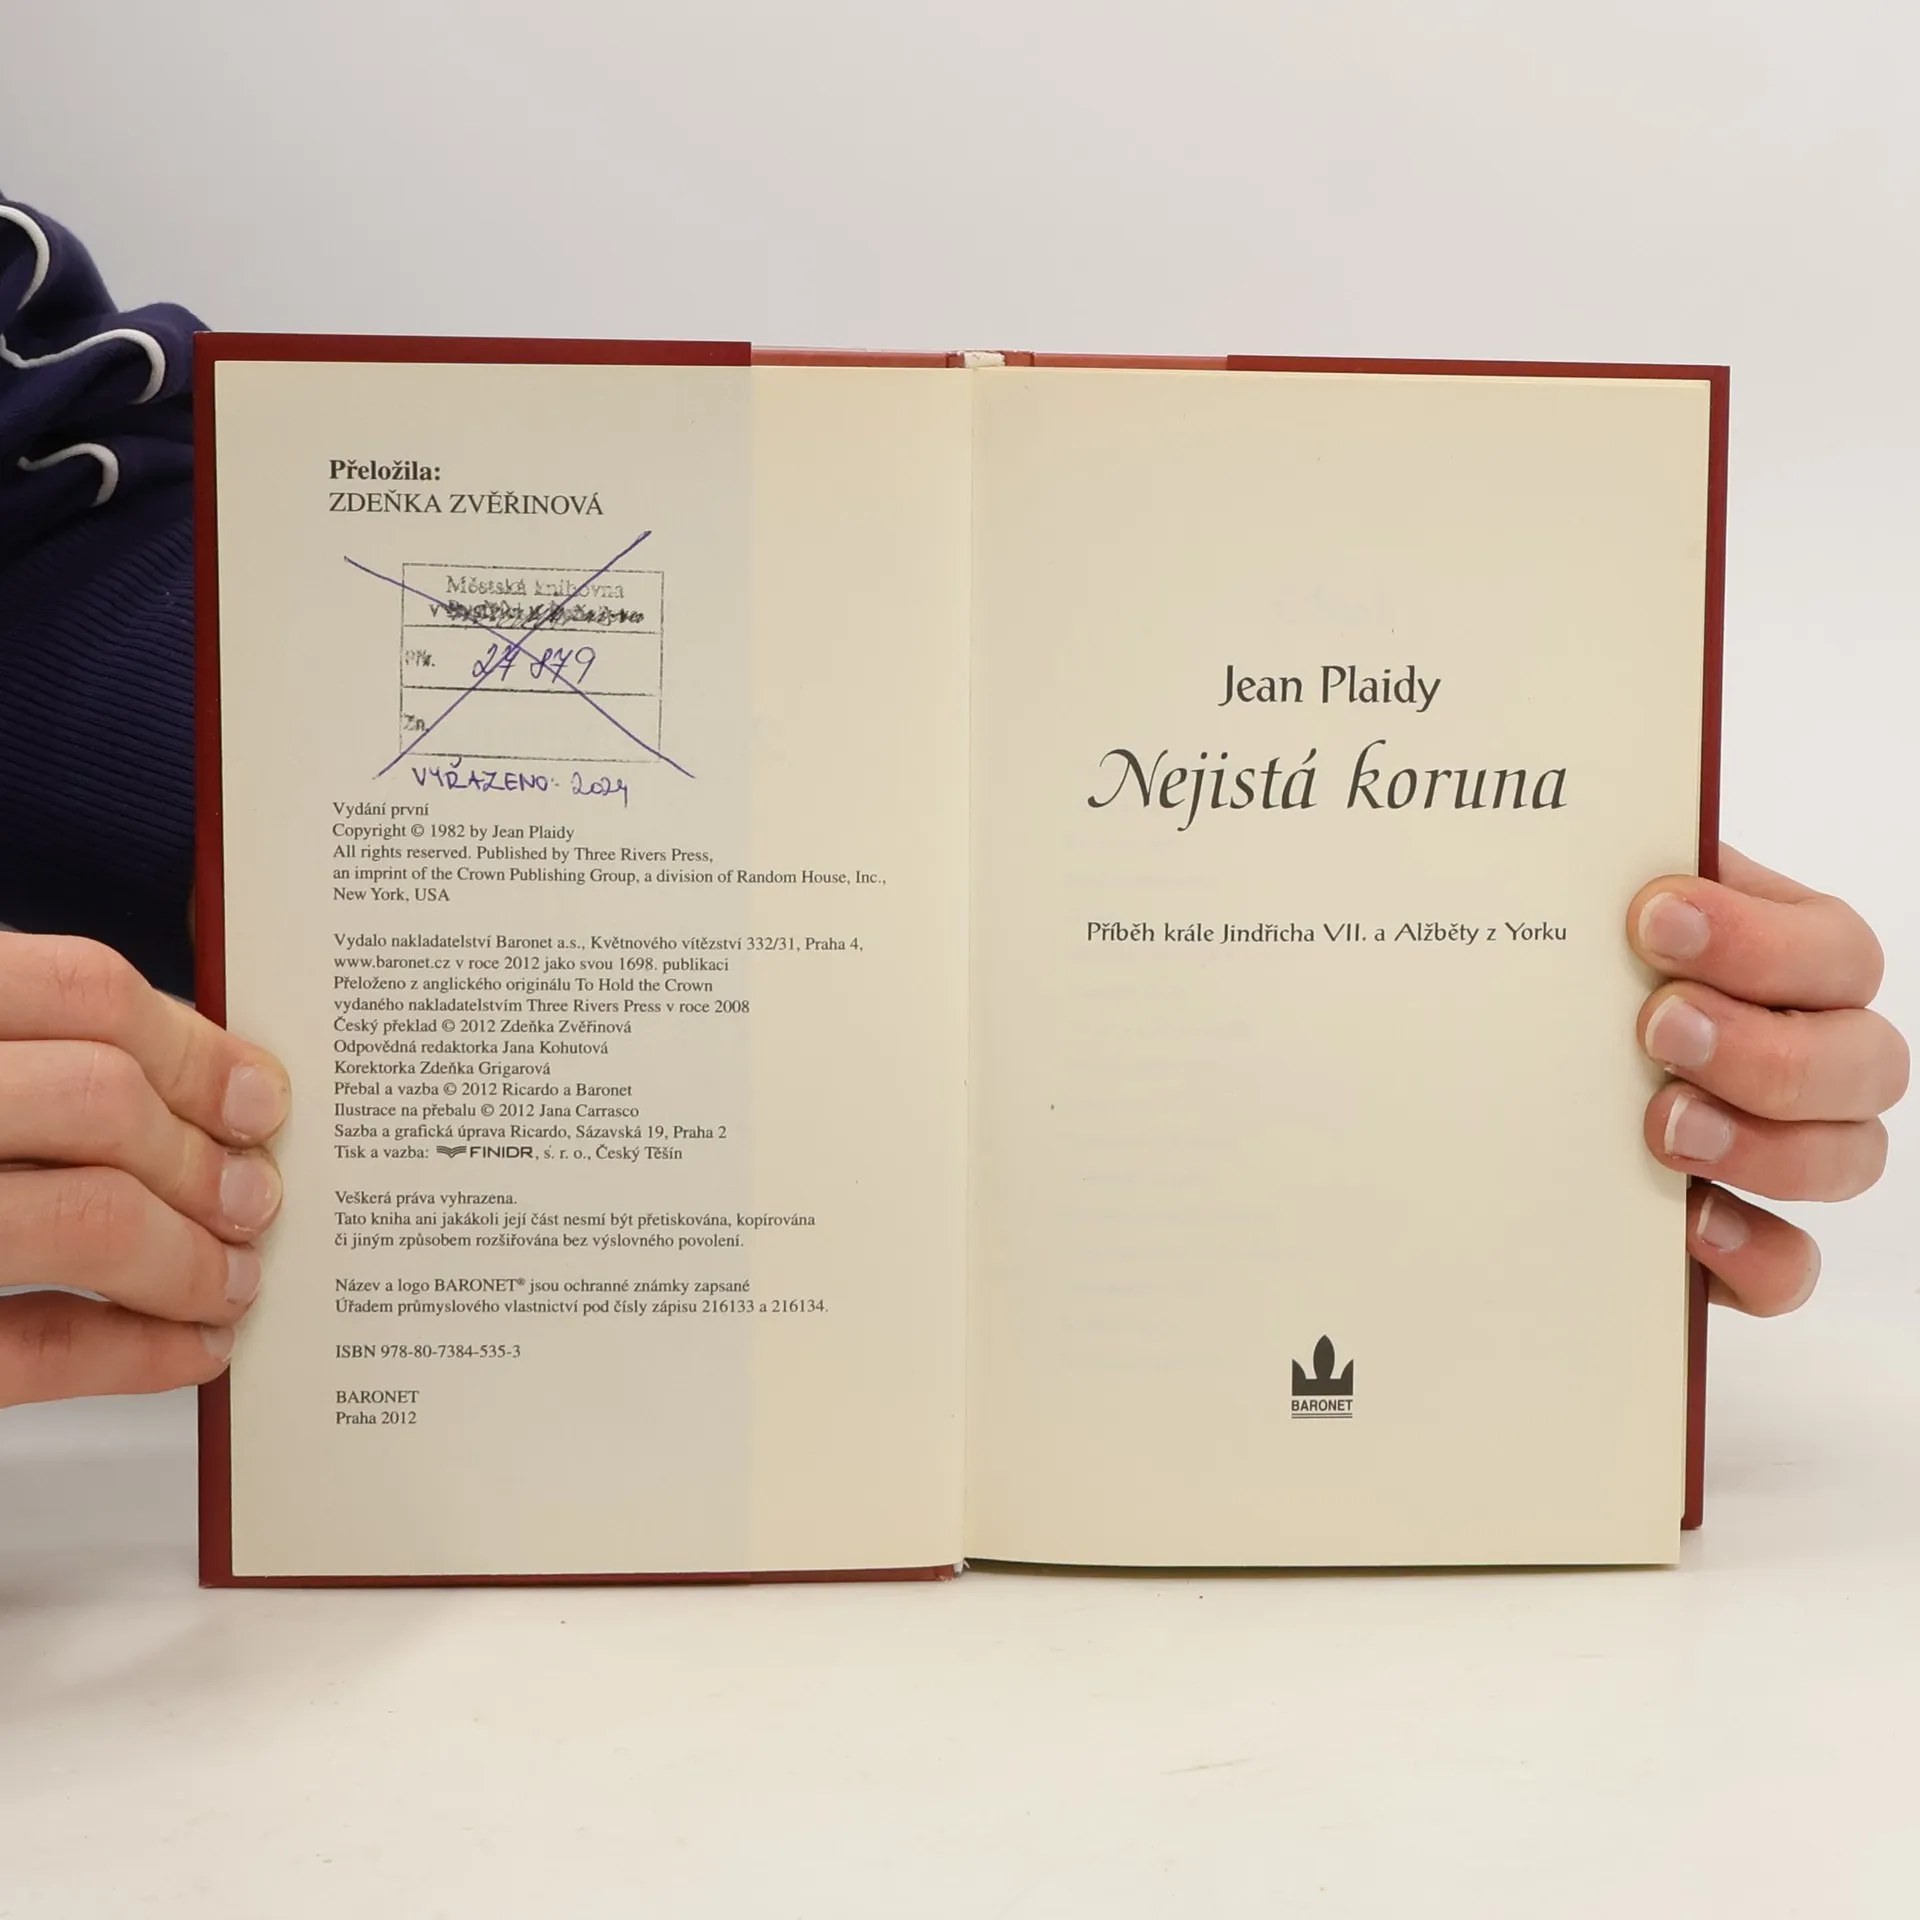 Přeložila:
ZDEŇKA ZVĚŘINOVÁ
Městská knihovna
v
Přír.
27 879
Zn.
VYŘAZENO: 2024
Vydání první
Copyright © 1982 by Jean Plaidy
All rights reserved. Published by Three Rivers Press,
an imprint of the Crown Publishing Group, a division of Random House, Inc.,
New York, USA
Vydalo nakladatelství Baronet a.s., Květnového vítězství 332/31, Praha 4,
www.baronet.cz v roce 2012 jako svou 1698. publikaci
Přeloženo z anglického originálu To Hold the Crown
vydaného nakladatelstvím Three Rivers Press v roce 2008
Český překlad © 2012 Zdeňka Zvěřinová
Odpovědná redaktorka Jana Kohutová
Korektorka Zdeňka Grigarová
Přebal a vazba © 2012 Ricardo a Baronet
Ilustrace na přebalu © 2012 Jana Carrasco
Sazba a grafická úprava Ricardo, Sázavská 19, Praha 2
Tisk a vazba: FINIDR, s. r. o., Český Těšín
Veškerá práva vyhrazena.
Tato kniha ani jakákoli její část nesmí být přetiskována, kopírována
či jiným způsobem rozšiřována bez výslovného povolení.
Název a logo BARONET® jsou ochranné známky zapsané
Úřadem průmyslového vlastnictví pod čísly zápisu 216133 a 216134.
ISBN 978-80-7384-535-3
BARONET
Praha 2012
Jean Plaidy
Nejistá koruna
Příběh krále Jindřicha VII. a Alžběty z Yorku
BARONET